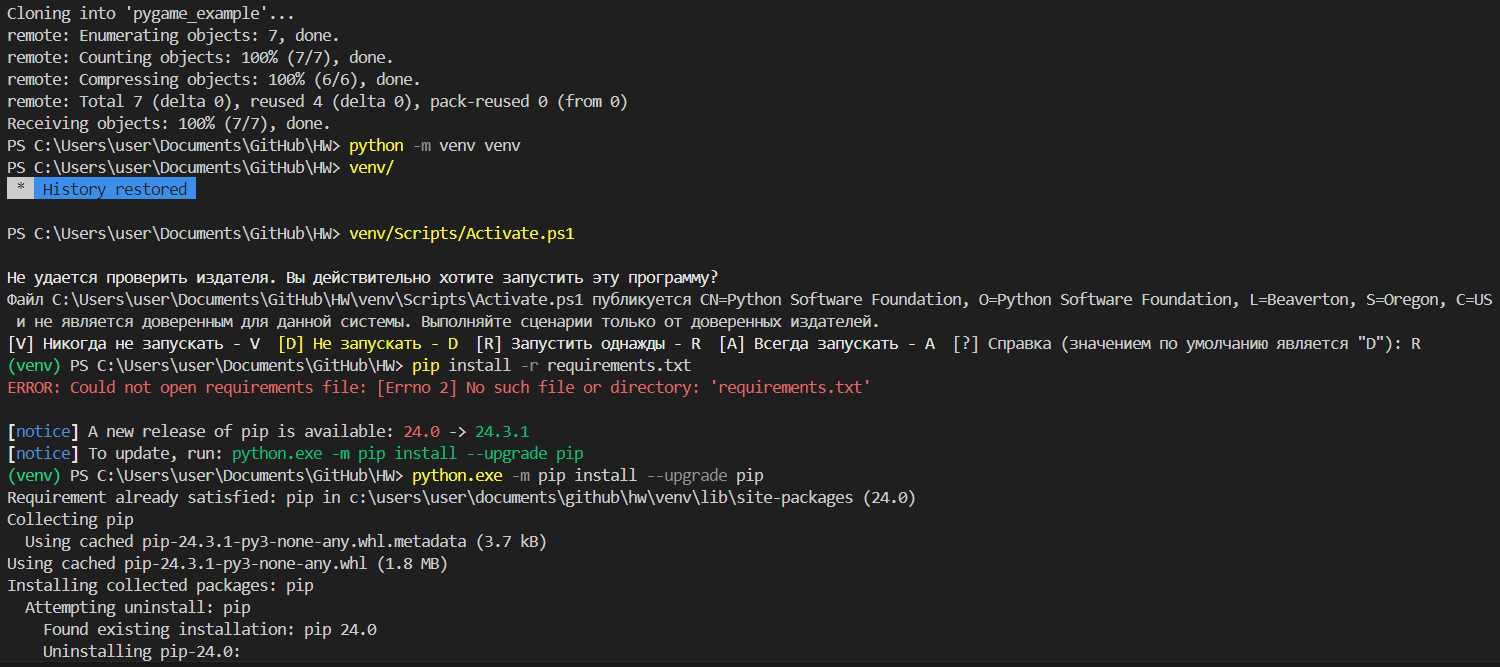 Cloning into 'pygame_example'...
remote: Enumerating objects: 7, done.
remote: Counting objects: 100% (7/7), done.
remote: Compressing objects: 100% (6/6), done.
remote: Total 7 (delta 0), reused 4 (delta 0), pack-reused 0 (from 0)
Receiving objects: 100% (7/7), done.
PS C:\Users\user\Documents\GitHub\HW> python -m venv venv
PS C:\Users\user\Documents\GitHub\HW> venv/
* History restored
PS C:\Users\user\Documents\GitHub\HW> venv/Scripts/Activate.ps1
Не удается проверить издателя. Вы действительно хотите запустить эту программу?
Файл C:\Users\user\Documents\GitHub\HW\venv\Scripts\Activate.ps1 публикуется CN=Python Software Foundation, O=Python Software Foundation, L=Beaverton, S=Oregon, C=US
и не является доверенным для данной системы. Выполняйте сценарии только от доверенных издателей.
[V] Никогда не запускать - V  [D] Не запускать - D  [R] Запустить однажды - R  [A] Всегда запускать - A  [?] Справка (значением по умолчанию является "D"): R
(venv) PS C:\Users\user\Documents\GitHub\HW> pip install -r requirements.txt
ERROR: Could not open requirements file: [Errno 2] No such file or directory: 'requirements.txt'
[notice] A new release of pip is available: 24.0 -> 24.3.1
[notice] To update, run: python.exe -m pip install --upgrade pip
(venv) PS C:\Users\user\Documents\GitHub\HW> python.exe -m pip install --upgrade pip
Requirement already satisfied: pip in c:\users\user\documents\github\hw\venv\lib\site-packages (24.0)
Collecting pip
  Using cached pip-24.3.1-py3-none-any.whl.metadata (3.7 kB)
Using cached pip-24.3.1-py3-none-any.whl (1.8 MB)
Installing collected packages: pip
  Attempting uninstall: pip
    Found existing installation: pip 24.0
    Uninstalling pip-24.0: